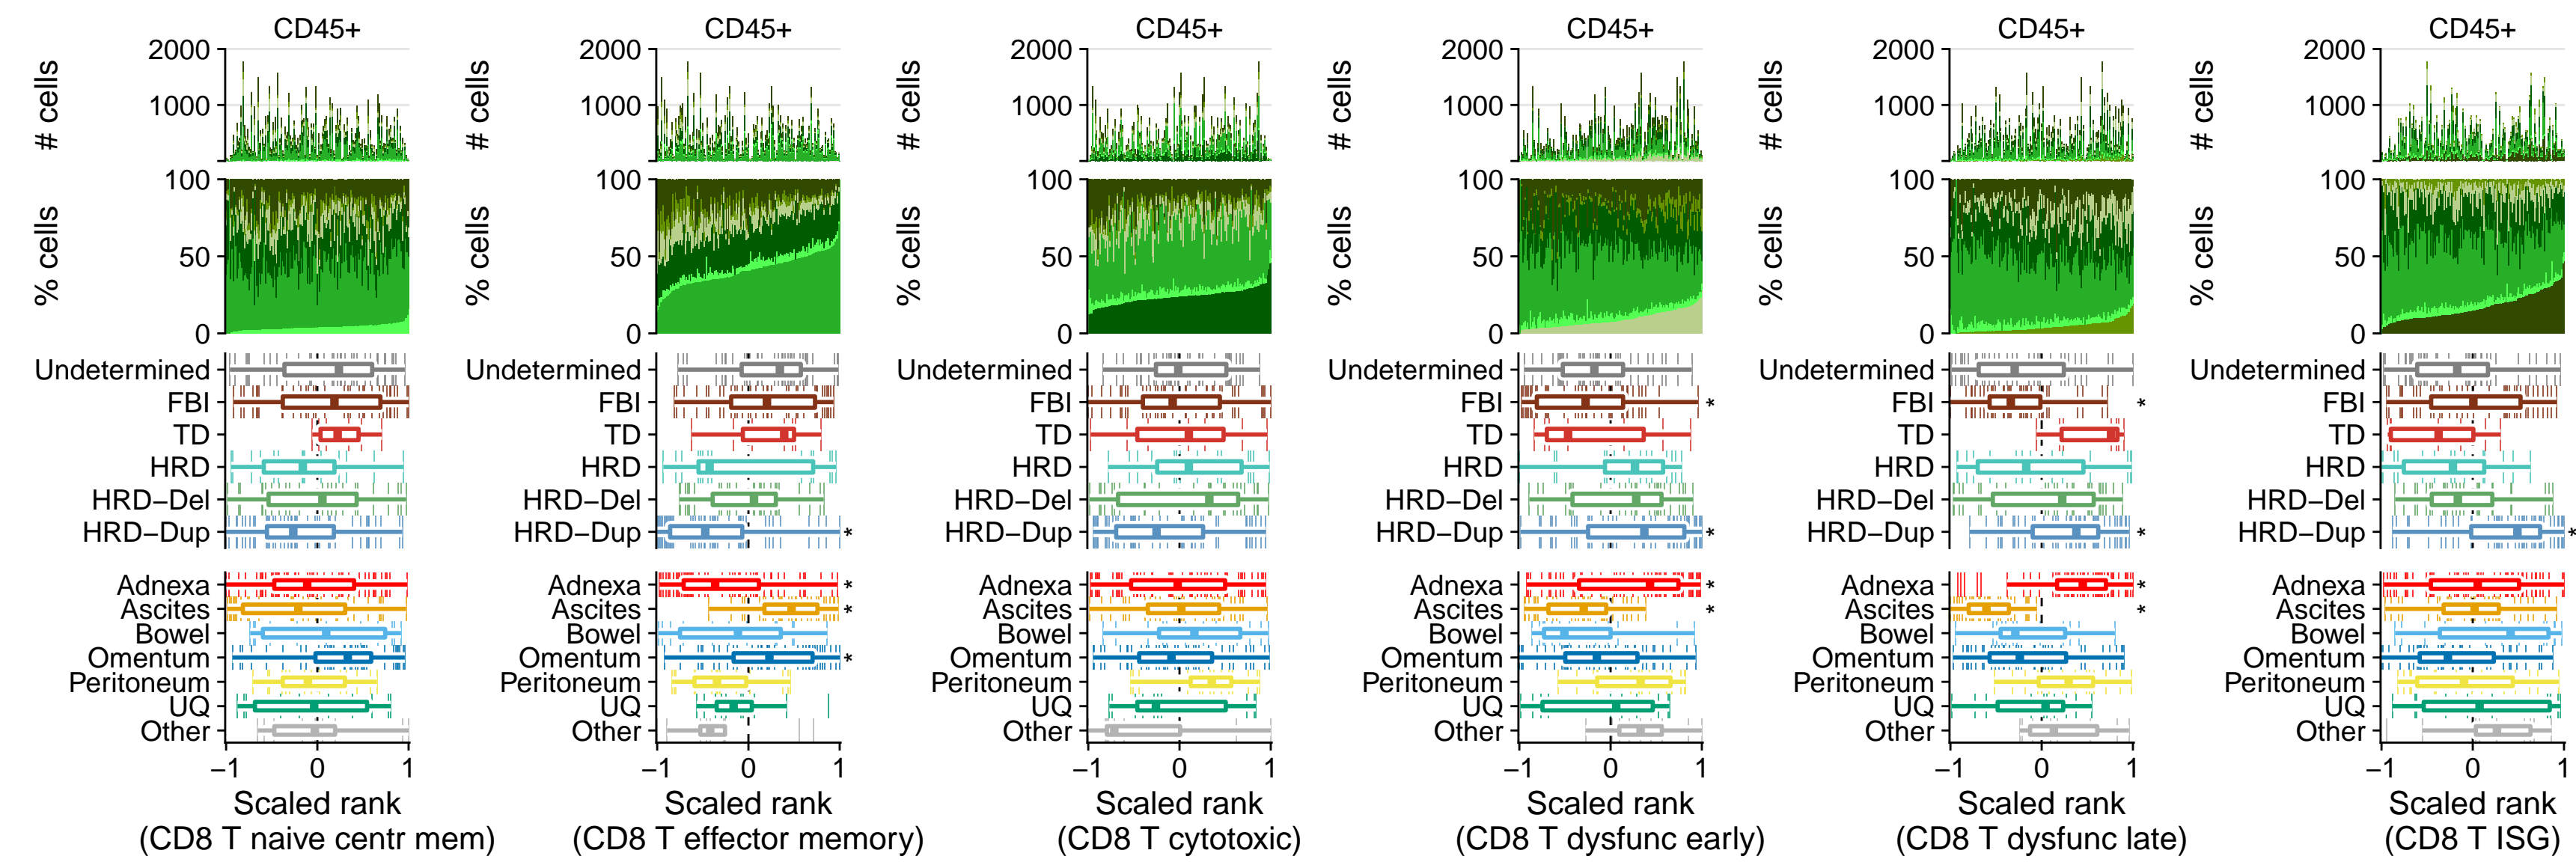 CD45+ CD45+ CD45+ CD45+ CD45+ CD45+
2000 2000 2000 2000 2000 2000
# cells # cells # cells # cells # cells # cells
1000 1000 1000 1000 1000 1000
100 100 100 100 100 100
% cells % cells % cells % cells % cells % cells
50 50 50 50 50 50
0 0 0 0 0 0
Undetermined Undetermined Undetermined Undetermined Undetermined Undetermined
FBI FBI FBI FBI * FBI * FBI
TD TD TD TD TD TD
HRD HRD HRD HRD HRD HRD
HRD−Del HRD−Del HRD−Del HRD−Del HRD−Del HRD−Del
HRD−Dup HRD−Dup * HRD−Dup HRD−Dup * HRD−Dup * HRD−Dup *
Adnexa Adnexa * Adnexa Adnexa * Adnexa * Adnexa
Ascites Ascites * Ascites Ascites * Ascites * Ascites
Bowel Bowel Bowel Bowel Bowel Bowel
Omentum Omentum * Omentum Omentum Omentum Omentum
Peritoneum Peritoneum Peritoneum Peritoneum Peritoneum Peritoneum
UQ UQ UQ UQ UQ UQ
Other Other Other Other Other Other
−1 0 1 −1 0 1 −1 0 1 −1 0 1 −1 0 1 −1 0 1
Scaled rank Scaled rank Scaled rank Scaled rank Scaled rank Scaled rank
(CD8 T naive centr mem) (CD8 T effector memory) (CD8 T cytotoxic) (CD8 T dysfunc early) (CD8 T dysfunc late) (CD8 T ISG)